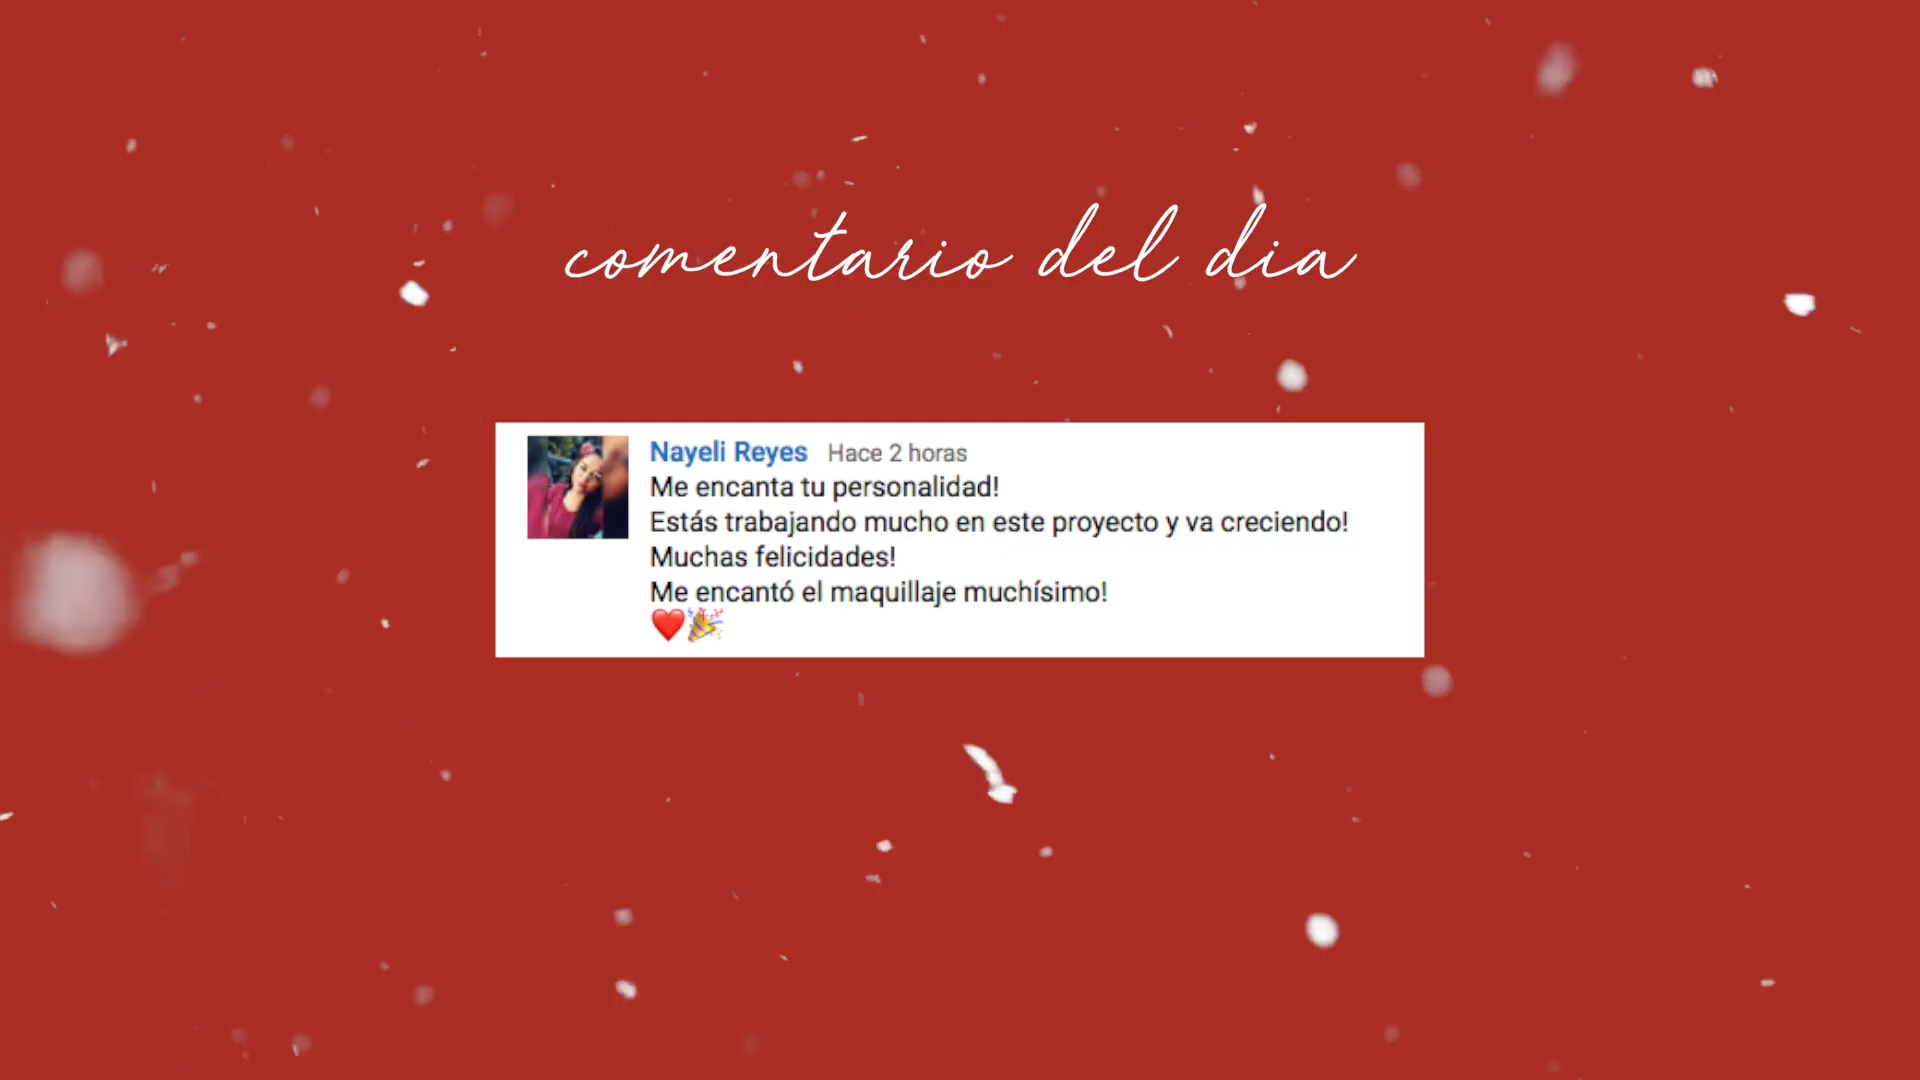 comentario del dia
Nayeli Reyes Hace 2 horas
Me encanta tu personalidad!
Estás trabajando mucho en este proyecto y va creciendo!
Muchas felicidades!
Me encantó el maquillaje muchísimo!
❤️🎉